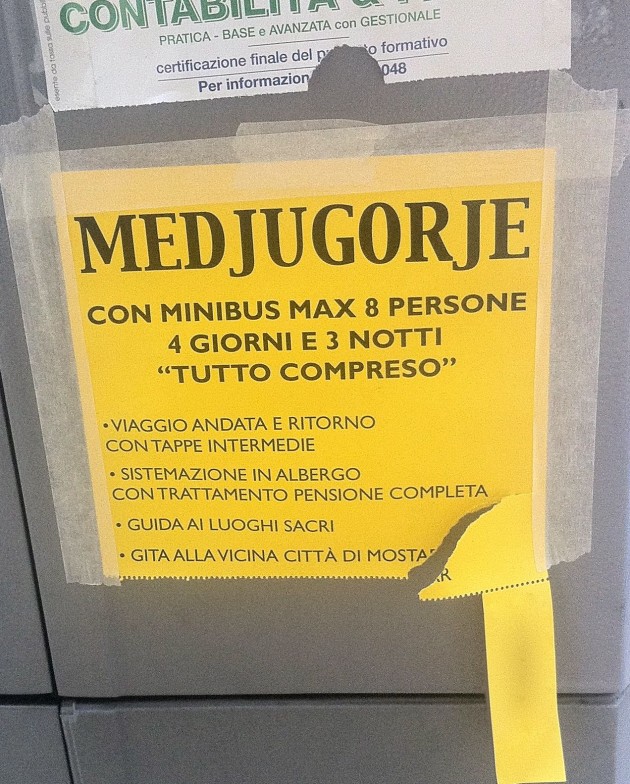 CONTABILITÀ &
PRATICA - BASE e AVANZATA con GESTIONALE
certificazione finale del formativo
Per informazion 048
MEDJUGORJE
CON MINIBUS MAX 8 PERSONE
4 GIORNI E 3 NOTTI
“TUTTO COMPRESO”
•VIAGGIO ANDATA E RITORNO
CON TAPPE INTERMEDIE
• SISTEMAZIONE IN ALBERGO
CON TRATTAMENTO PENSIONE COMPLETA
• GUIDA AI LUOGHI SACRI
• GITA ALLA VICINA CITTÀ DI MOSTAR